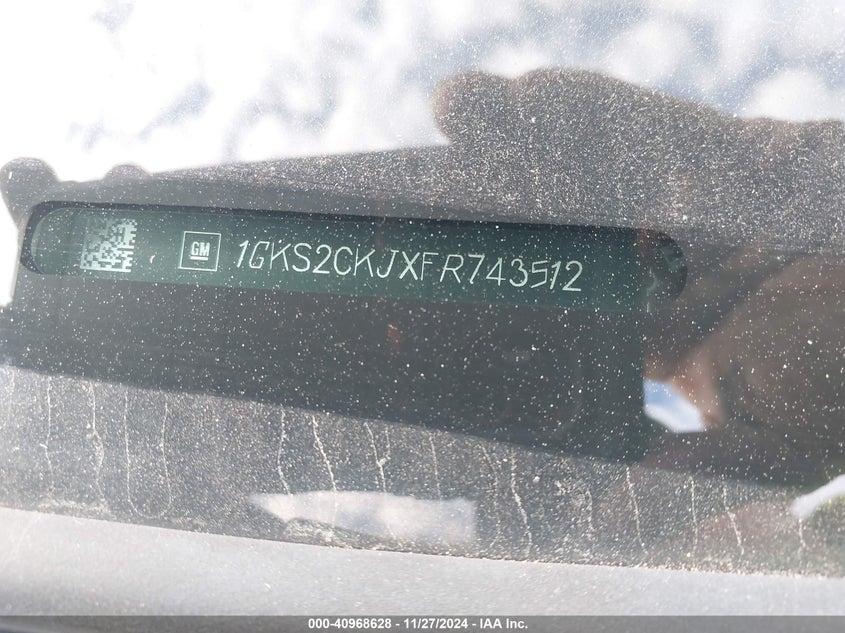 GM 1GKS2CKJXFR743512
000-40968628 - 11/27/2024 - IAA Inc.